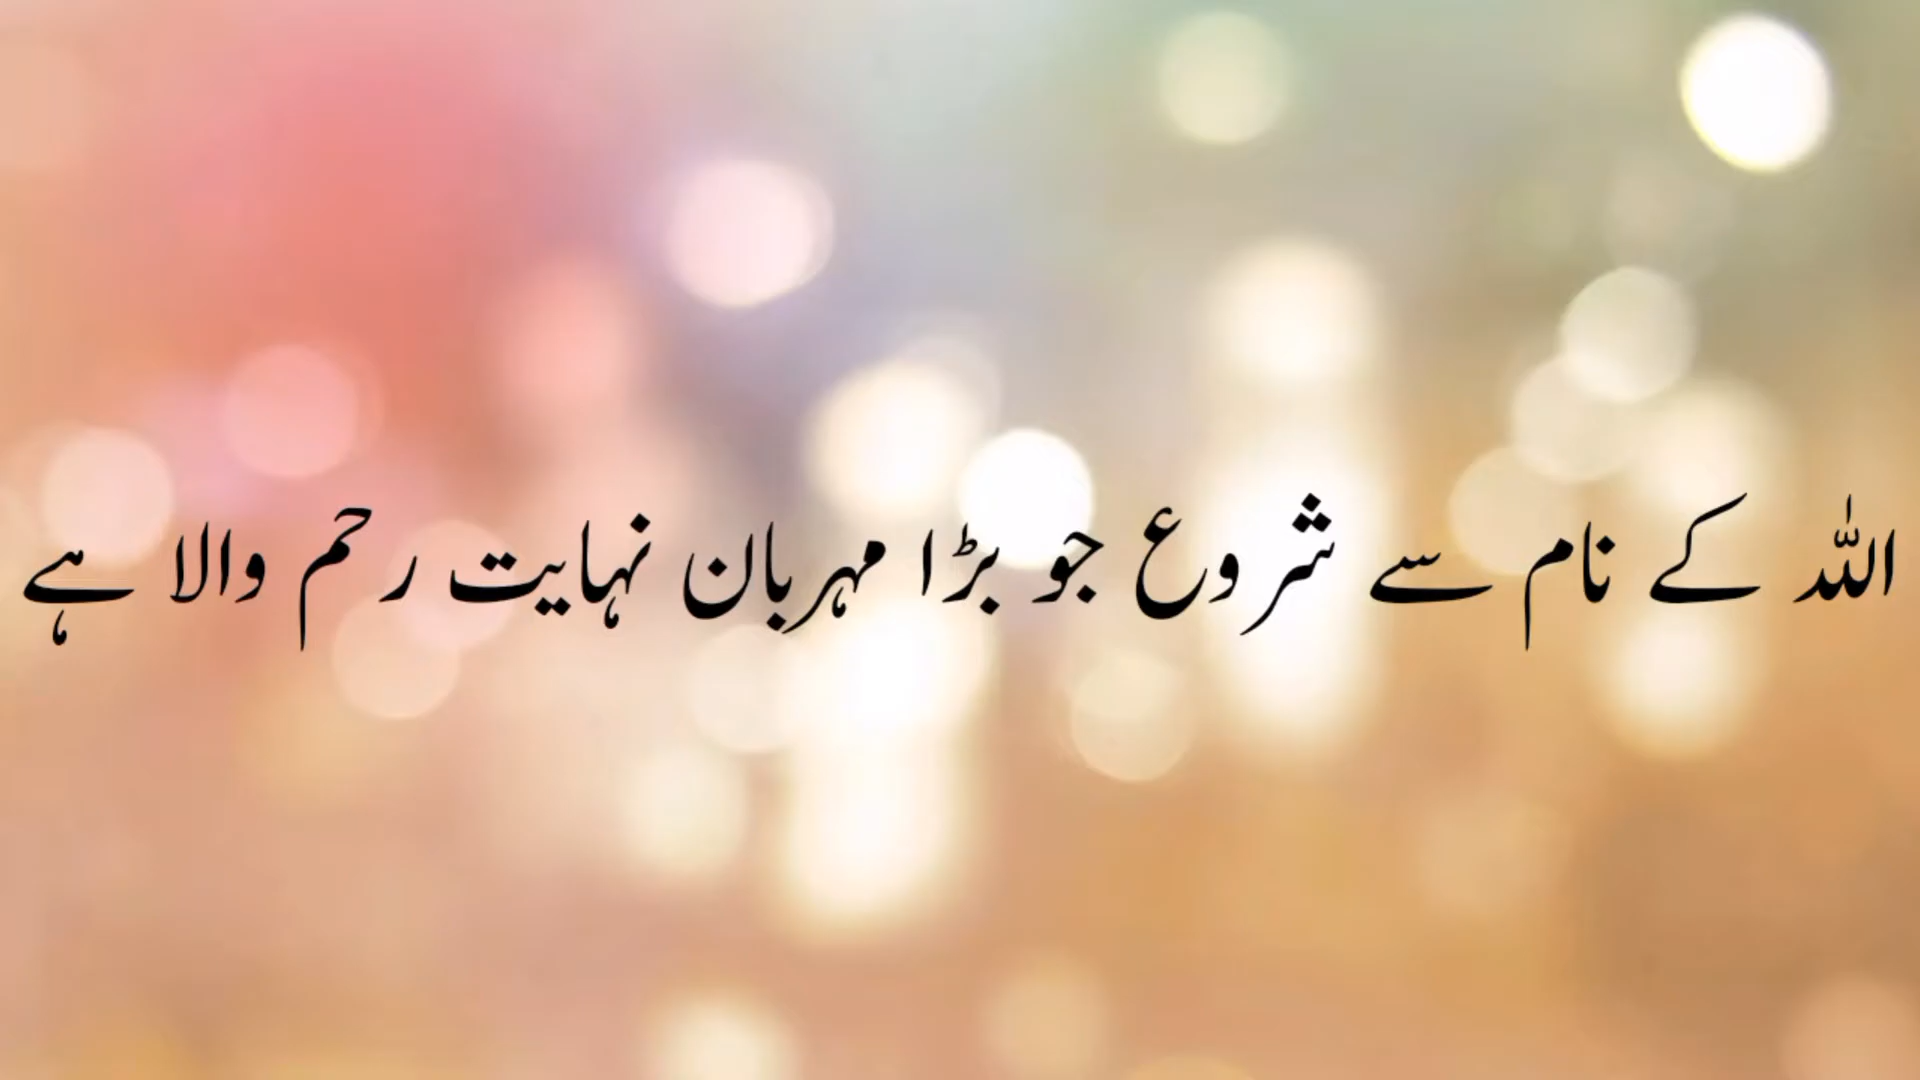 اللہ کے نام سے شروع جو بڑا مہربان نہایت رحم والا ہے